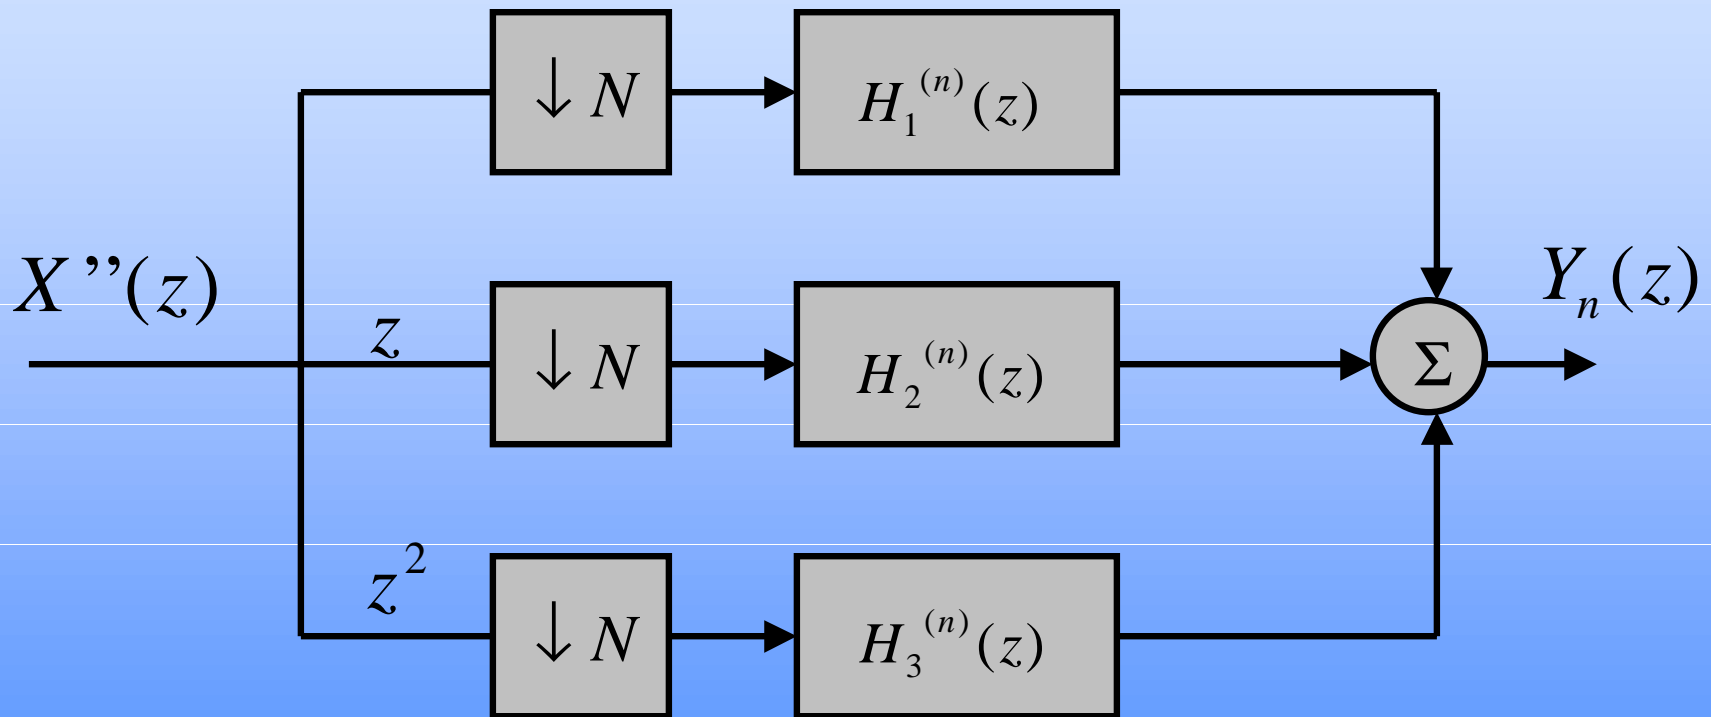 ↓ N
H₁⁽ⁿ⁾(z)
X ”(z)
z
↓ N
H₂⁽ⁿ⁾(z)
Σ
Yₙ(z)
z²
↓ N
H₃⁽ⁿ⁾(z)